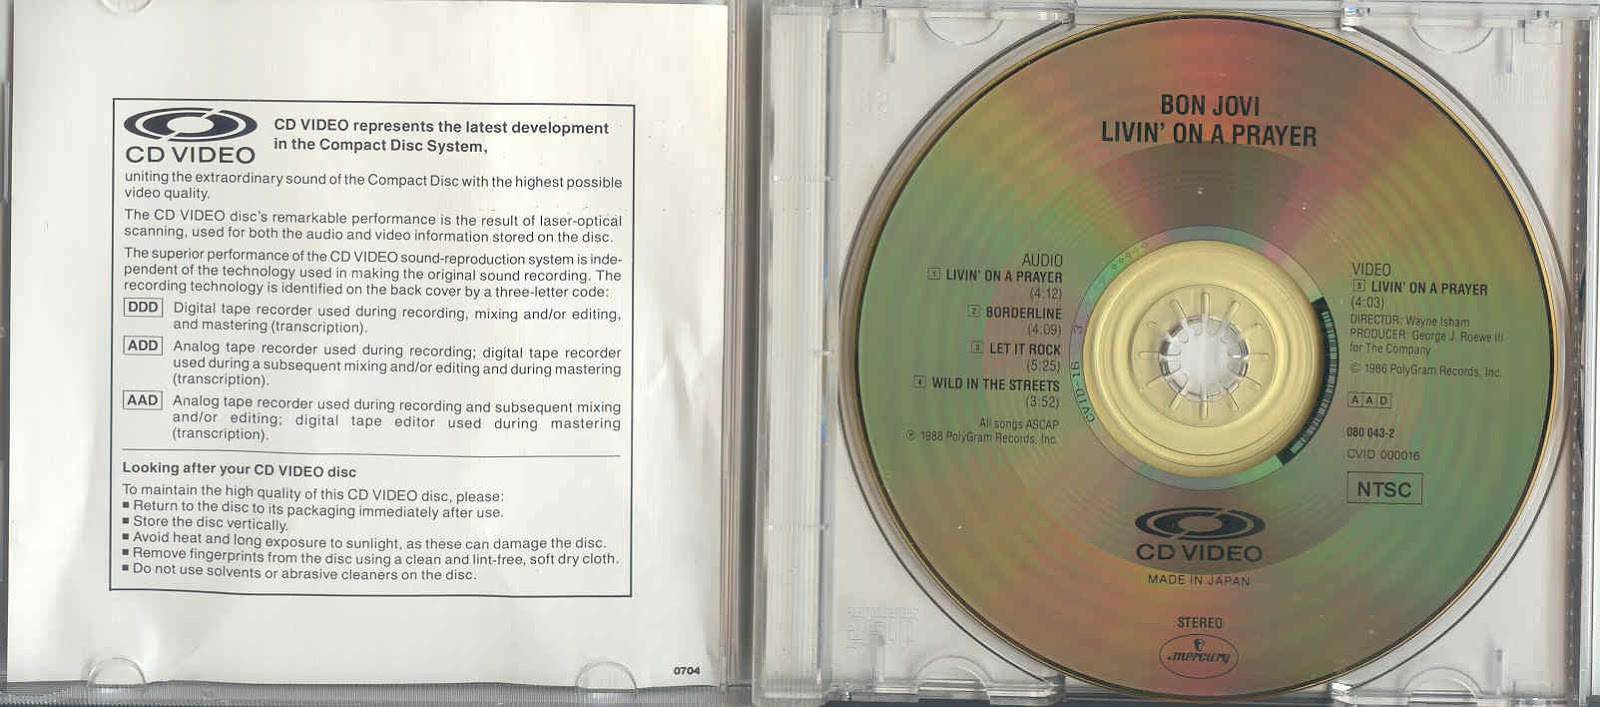 CD VIDEO
CD VIDEO represents the latest development
in the Compact Disc System,
uniting the extraordinary sound of the Compact Disc with the highest possible
video quality.
The CD VIDEO disc's remarkable performance is the result of laser-optical
scanning, used for both the audio and video information stored on the disc.
The superior performance of the CD VIDEO sound-reproduction system is inde-
pendent of the technology used in making the original sound recording. The
recording technology is identified on the back cover by a three-letter code:
DDD Digital tape recorder used during recording, mixing and/or editing,
and mastering (transcription).
ADD Analog tape recorder used during recording; digital tape recorder
used during a subsequent mixing and/or editing and during mastering
(transcription).
AAD Analog tape recorder used during recording and subsequent mixing
and/or editing; digital tape editor used during mastering
(transcription).
Looking after your CD VIDEO disc
To maintain the high quality of this CD VIDEO disc, please:
■ Return to the disc to its packaging immediately after use.
■ Store the disc vertically.
■ Avoid heat and long exposure to sunlight, as these can damage the disc.
■ Remove fingerprints from the disc using a clean and lint-free, soft dry cloth.
■ Do not use solvents or abrasive cleaners on the disc.
0704
BON JOVI
LIVIN' ON A PRAYER
AUDIO
1 LIVIN' ON A PRAYER
(4:12)
2 BORDERLINE
(4:09)
3 LET IT ROCK
(5:25)
4 WILD IN THE STREETS
(3:52)
All songs ASCAP
℗ 1988 PolyGram Records, Inc.
VIDEO
5 LIVIN' ON A PRAYER
(4:03)
DIRECTOR: Wayne Isham
PRODUCER: George J. Roewe III
for The Company
© 1986 PolyGram Records, Inc.
AAD
080 043-2
CVID 000016
NTSC
CD VIDEO
MADE IN JAPAN
STEREO
mercury